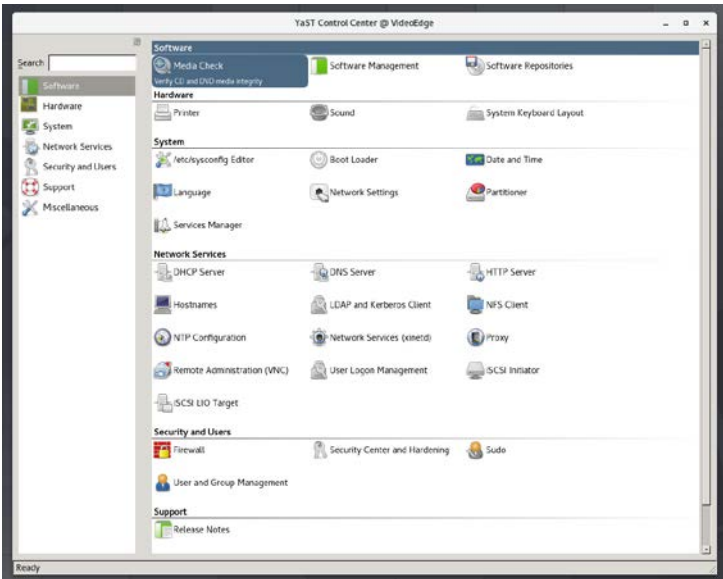 YaST Control Center @ VideoEdge
Search
Software
Hardware
System
Network Services
Security and Users
Support
Miscellaneous
Software
Media Check
Verify CD and DVD media integrity
Software Management
Software Repositories
Hardware
Printer
Sound
System Keyboard Layout
System
/etc/sysconfig Editor
Boot Loader
Date and Time
Language
Network Settings
Partitioner
Services Manager
Network Services
DHCP Server
DNS Server
HTTP Server
Hostnames
LDAP and Kerberos Client
NFS Client
NTP Configuration
Network Services (xinetd)
Proxy
Remote Administration (VNC)
User Logon Management
iSCSI Initiator
iSCSI LIO Target
Security and Users
Firewall
Security Center and Hardening
Sudo
User and Group Management
Support
Release Notes
Ready